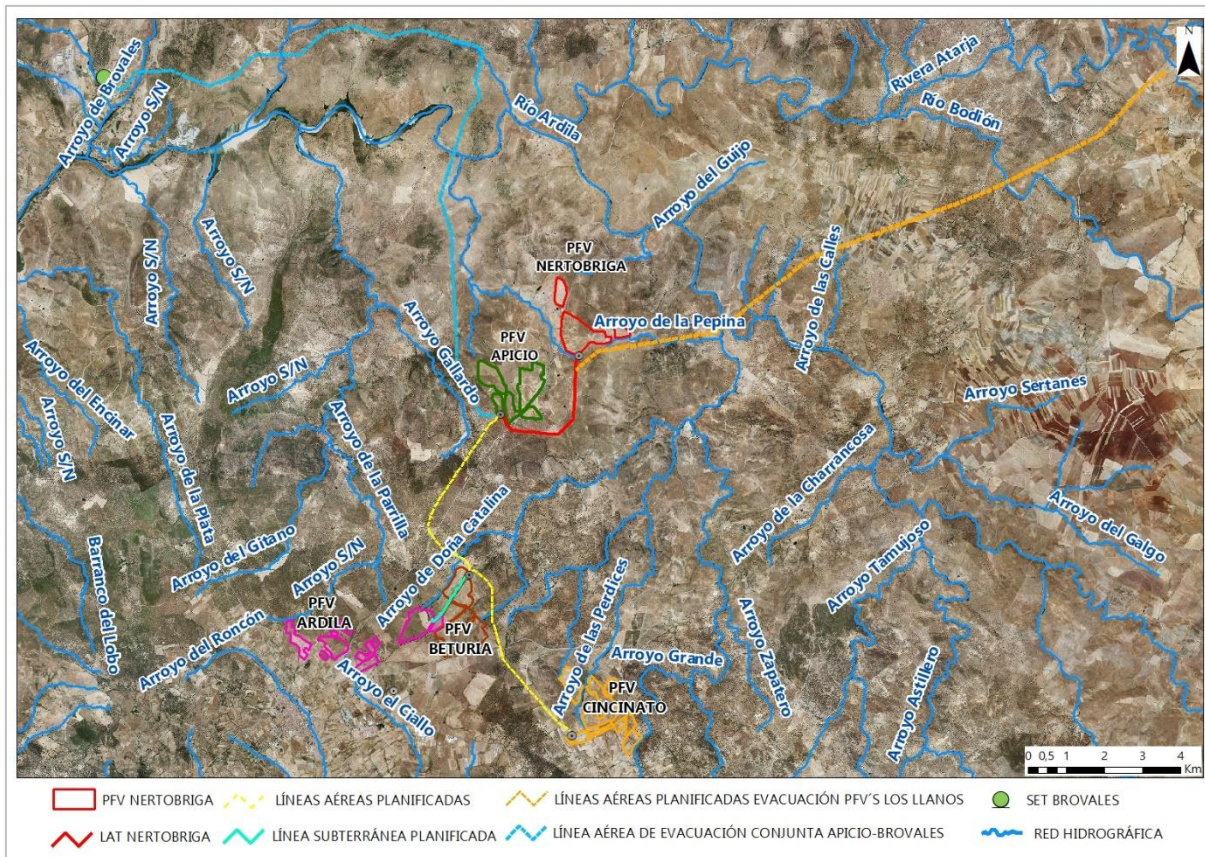 N
Arroyo de Brovales
Arroyo S/N
Río Ardila
Rivera Atarja
Río Bodión
Arroyo del Guijo
Arroyo S/N
Arroyo S/N
PFV
NERTOBRIGA
Arroyo de las Calles
Arroyo de la Pepina
PFV
APICIO
Arroyo Gallardo
Arroyo S/N
Arroyo del Encinar
Arroyo S/N
Arroyo de la Plata
Arroyo de la Parrilla
Arroyo Sertanes
Arroyo de la Charrancosa
Arroyo del Galgo
Arroyo Tamujoso
Arroyo de Doña Catalina
Arroyo del Gitano
Arroyo S/N
Barranco del Lobo
Arroyo del Roncón
PFV
ARDILA
PFV
BETURIA
Arroyo el Ciallo
Arroyo de las Perdices
Arroyo Grande
Arroyo Zapatero
Arroyo Astillero
PFV
CINCINATO
0 0,5 1 2 3 4
Km
PFV NERTOBRIGA
LÍNEAS AÉREAS PLANIFICADAS
LÍNEAS AÉREAS PLANIFICADAS EVACUACIÓN PFV´S LOS LLANOS
SET BROVALES
LAT NERTOBRIGA
LÍNEA SUBTERRÁNEA PLANIFICADA
LÍNEA AÉREA DE EVACUACIÓN CONJUNTA APICIO-BROVALES
RED HIDROGRÁFICA